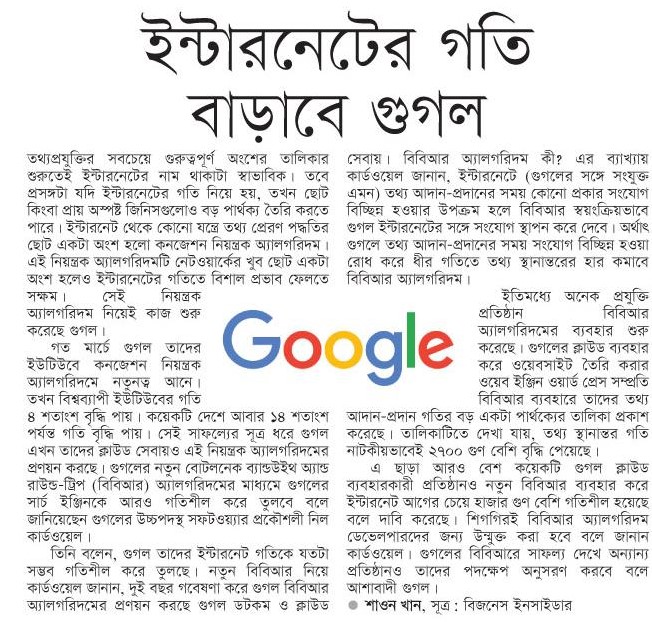 ইন্টারনেটের গতি
বাড়াবে গুগল
তথ্যপ্রযুক্তির সবচেয়ে গুরুত্বপূর্ণ অংশের তালিকার
শুরুতেই ইন্টারনেটের নাম থাকাটা স্বাভাবিক। তবে
প্রসঙ্গটা যদি ইন্টারনেটের গতি নিয়ে হয়, তখন ছোট
কিংবা প্রায় অস্পষ্ট জিনিসগুলোও বড় পার্থক্য তৈরি করতে
পারে। ইন্টারনেট থেকে কোনো যন্ত্রে তথ্য প্রেরণ পদ্ধতির
ছোট একটা অংশ হলো কনজেশন নিয়ন্ত্রক অ্যালগরিদম।
এই নিয়ন্ত্রক অ্যালগরিদমটি নেটওয়ার্কের খুব ছোট একটা
অংশ হলেও ইন্টারনেটের গতিতে বিশাল প্রভাব ফেলতে
সক্ষম। সেই নিয়ন্ত্রক
অ্যালগরিদম নিয়েই কাজ শুরু
করেছে গুগল।
গত মার্চে গুগল তাদের
ইউটিউবে কনজেশন নিয়ন্ত্রক
অ্যালগরিদমে নতুনত্ব আনে।
তখন বিশ্বব্যাপী ইউটিউবের গতি
৪ শতাংশ বৃদ্ধি পায়। কয়েকটি দেশে আবার ১৪ শতাংশ
পর্যন্ত গতি বৃদ্ধি পায়। সেই সাফল্যের সূত্র ধরে গুগল
এখন তাদের ক্লাউড সেবায়ও এই নিয়ন্ত্রক অ্যালগরিদমের
প্রণয়ন করছে। গুগলের নতুন বোটলনেক ব্যান্ডউইথ অ্যান্ড
রাউন্ড-ট্রিপ (বিবিআর) অ্যালগরিদমের মাধ্যমে গুগলের
সার্চ ইঞ্জিনকে আরও গতিশীল করে তুলবে বলে
জানিয়েছেন গুগলের উচ্চপদস্থ সফটওয়্যার প্রকৌশলী নিল
কার্ডওয়েল।
তিনি বলেন, গুগল তাদের ইন্টারনেট গতিকে যতটা
সম্ভব গতিশীল করে তুলছে। নতুন বিবিআর নিয়ে
কার্ডওয়েল জানান, দুই বছর গবেষণা করে গুগল বিবিআর
অ্যালগরিদমের প্রণয়ন করছে গুগল ডটকম ও ক্লাউড
সেবায়। বিবিআর অ্যালগরিদম কী? এর ব্যাখ্যায়
কার্ডওয়েল জানান, ইন্টারনেটে (গুগলের সঙ্গে সংযুক্ত
এমন) তথ্য আদান-প্রদানের সময় কোনো প্রকার সংযোগ
বিচ্ছিন্ন হওয়ার উপক্রম হলে বিবিআর স্বয়ংক্রিয়ভাবে
গুগল ইন্টারনেটের সঙ্গে সংযোগ স্থাপন করে দেবে। অর্থাৎ
গুগলে তথ্য আদান-প্রদানের সময় সংযোগ বিচ্ছিন্ন হওয়া
রোধ করে ধীর গতিতে তথ্য স্থানান্তরের হার কমাবে
বিবিআর অ্যালগরিদম।
ইতিমধ্যে অনেক প্রযুক্তি
প্রতিষ্ঠান বিবিআর
অ্যালগরিদমের ব্যবহার শুরু
করেছে। গুগলের ক্লাউড ব্যবহার
করে ওয়েবসাইট তৈরি করার
ওয়েব ইঞ্জিন ওয়ার্ড প্রেস সম্প্রতি
বিবিআর ব্যবহারে তাদের তথ্য
আদান-প্রদান গতির বড় একটা পার্থক্যের তালিকা প্রকাশ
করেছে। তালিকাটিতে দেখা যায়, তথ্য স্থানান্তর গতি
নাটকীয়ভাবেই ২৭০০ গুণ বেশি বৃদ্ধি পেয়েছে।
এ ছাড়া আরও বেশ কয়েকটি গুগল ক্লাউড
ব্যবহারকারী প্রতিষ্ঠানও নতুন বিবিআর ব্যবহার করে
ইন্টারনেট আগের চেয়ে হাজার গুণ বেশি গতিশীল হয়েছে
বলে দাবি করেছে। শিগগিরই বিবিআর অ্যালগরিদম
ডেভেলপারদের জন্য উন্মুক্ত করা হবে বলে জানান
কার্ডওয়েল। গুগলের বিবিআরে সাফল্য দেখে অন্যান্য
প্রতিষ্ঠানও তাদের পদক্ষেপ অনুসরণ করবে বলে
আশাবাদী গুগল।
● শাওন খান, সূত্র : বিজনেস ইনসাইডার
Google